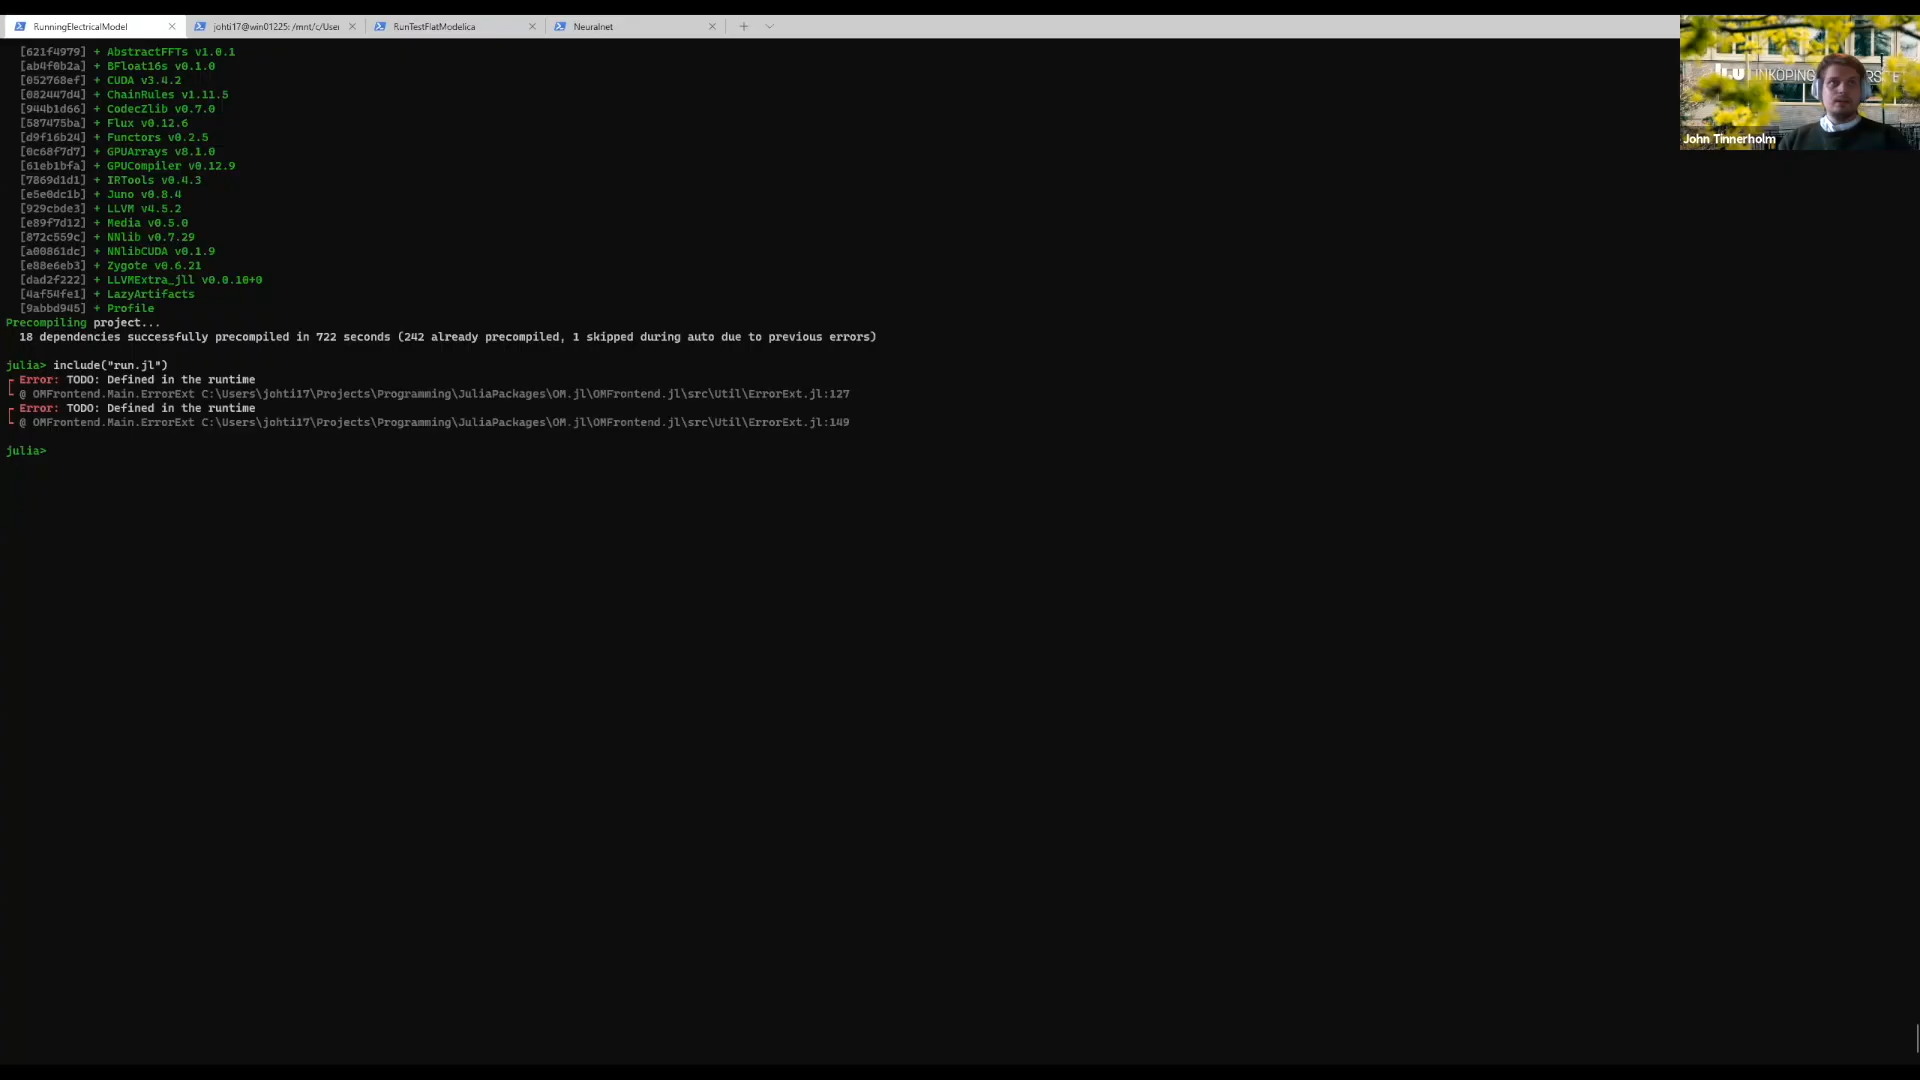 RunningElectricalModel
johti17@win01225: /mnt/c/User
RunTestFlatModelica
Neuralnet
[621f4979] + AbstractFFTs v1.0.1
[ab4f0b2a] + BFloat16s v0.1.0
[052768ef] + CUDA v3.4.2
[082447d4] + ChainRules v1.11.5
[944b1d66] + CodecZlib v0.7.0
[587475ba] + Flux v0.12.6
[d9f16b24] + Functors v0.2.5
[0c68f7d7] + GPUArrays v8.1.0
[61eb1bfa] + GPUCompiler v0.12.9
[7869d1d1] + IRTools v0.4.3
[e5e0dc1b] + Juno v0.8.4
[929cbde3] + LLVM v4.5.2
[e89f7d12] + Media v0.5.0
[872c559c] + NNlib v0.7.29
[a00861dc] + NNlibCUDA v0.1.9
[e88e6eb3] + Zygote v0.6.21
[dad2f222] + LLVMExtra_jll v0.0.10+0
[4af54fe1] + LazyArtifacts
[9abbd945] + Profile
Precompiling project...
18 dependencies successfully precompiled in 722 seconds (242 already precompiled, 1 skipped during auto due to previous errors)
julia> include("run.jl")
Error: TODO: Defined in the runtime
@ OMFrontend.Main.ErrorExt C:\Users\johti17\Projects\Programming\JuliaPackages\OM.jl\OMFrontend.jl\src\Util\ErrorExt.jl:127
Error: TODO: Defined in the runtime
@ OMFrontend.Main.ErrorExt C:\Users\johti17\Projects\Programming\JuliaPackages\OM.jl\OMFrontend.jl\src\Util\ErrorExt.jl:149
julia>
John Tinnerholm